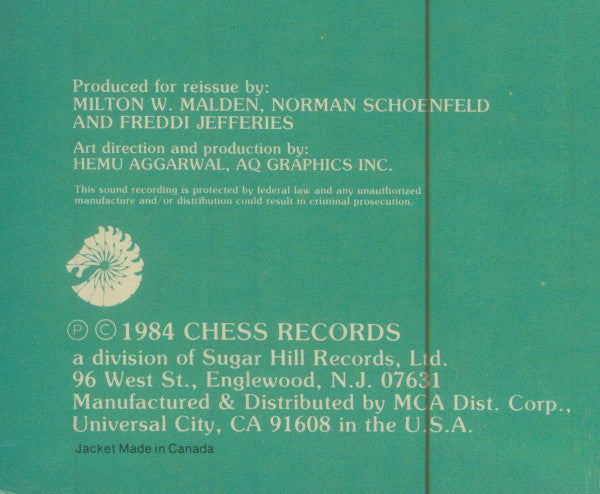 Produced for reissue by:
MILTON W. MALDEN, NORMAN SCHOENFELD
AND FREDDI JEFFERIES
Art direction and production by:
HEMU AGGARWAL, AQ GRAPHICS INC.
This sound recording is protected by federal law and any unauthorized
manufacture and/or distribution could result in criminal prosecution.
Ⓟ © 1984 CHESS RECORDS
a division of Sugar Hill Records, Ltd.
96 West St., Englewood, N.J. 07631
Manufactured & Distributed by MCA Dist. Corp.,
Universal City, CA 91608 in the U.S.A.
Jacket Made in Canada